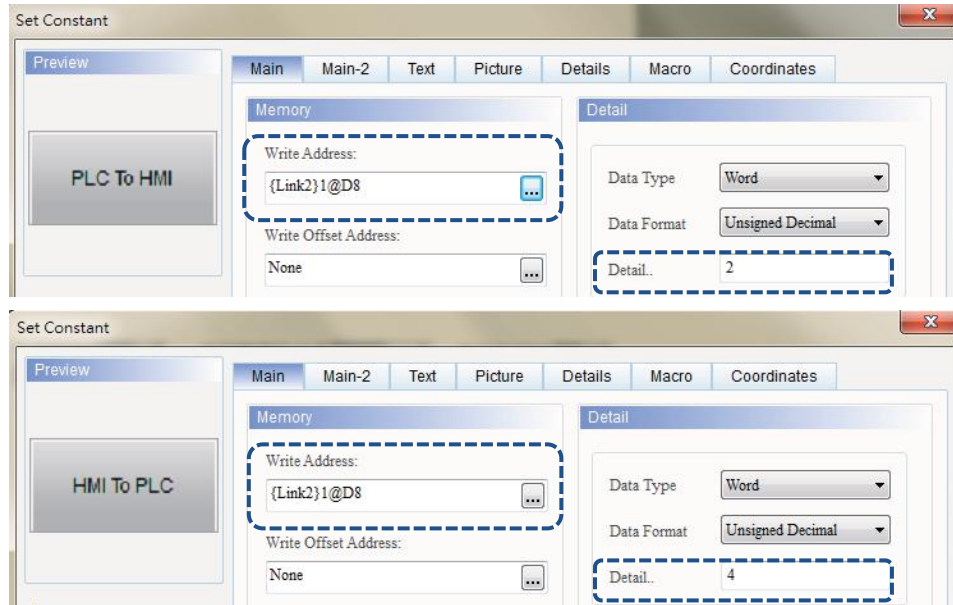 Set Constant
Preview
PLC To HMI
Main Main-2 Text Picture Details Macro Coordinates
Memory
Write Address:
{Link2}1@D8
...
Write Offset Address:
None
...
Detail
Data Type Word
Data Format Unsigned Decimal
Detail.. 2
Set Constant
Preview
HMI To PLC
Main Main-2 Text Picture Details Macro Coordinates
Memory
Write Address:
{Link2}1@D8
...
Write Offset Address:
None
...
Detail
Data Type Word
Data Format Unsigned Decimal
Detail.. 4